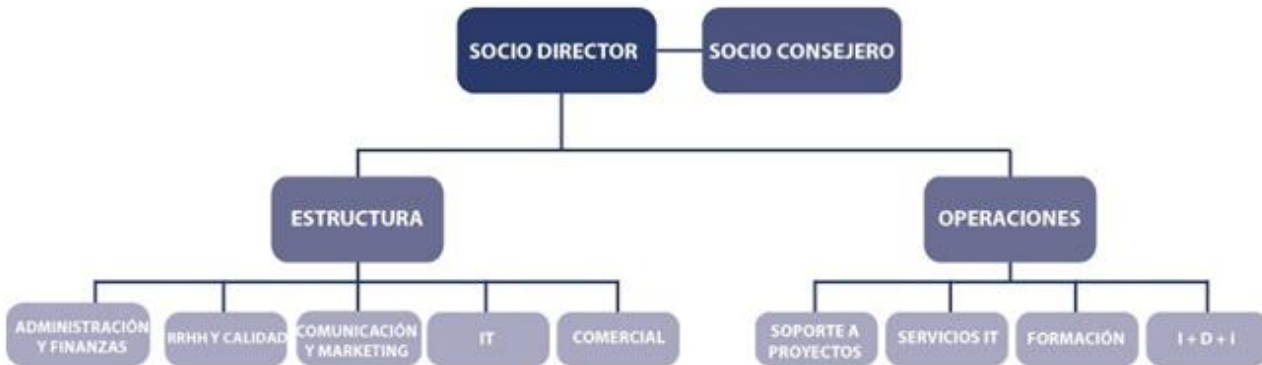 SOCIO DIRECTOR
SOCIO CONSEJERO
ESTRUCTURA
OPERACIONES
ADMINISTRACIÓN
Y FINANZAS
RRHH Y CALIDAD
COMUNICACIÓN
Y MARKETING
IT
COMERCIAL
SOPORTE A
PROYECTOS
SERVICIOS IT
FORMACIÓN
I + D + i